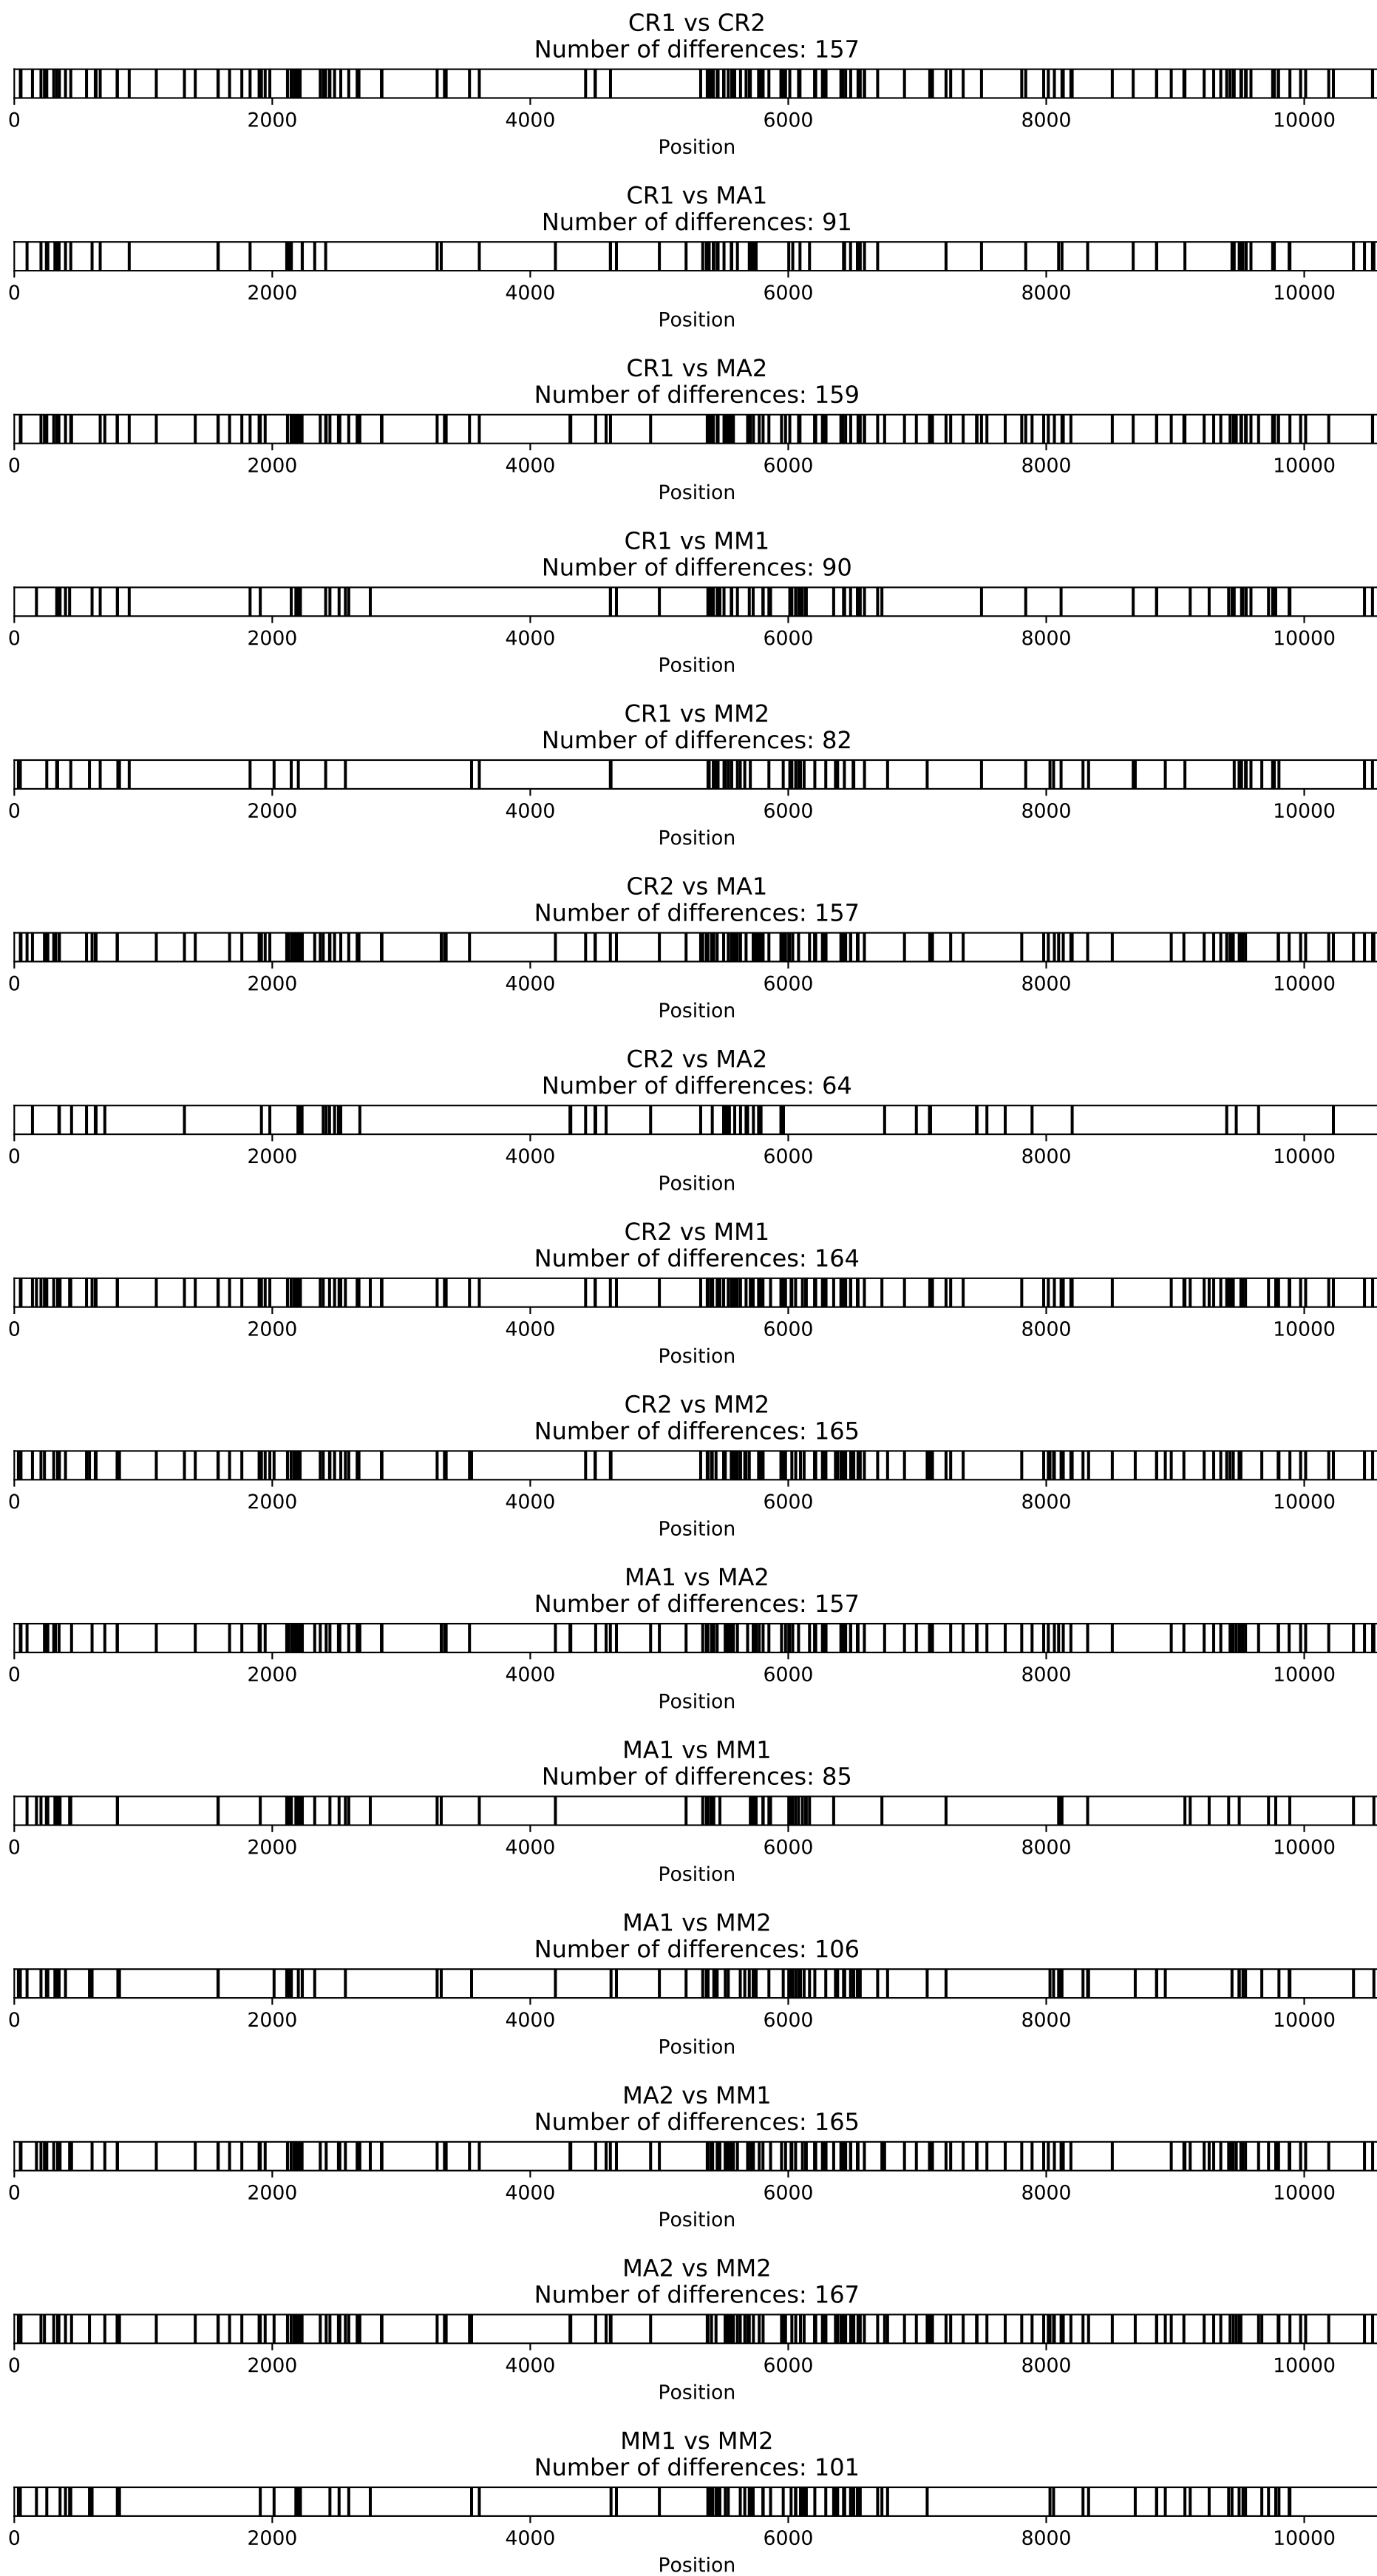 CR1 vs CR2
Number of differences: 157
0 2000 4000 6000 8000 10000
Position
CR1 vs MA1
Number of differences: 91
0 2000 4000 6000 8000 10000
Position
CR1 vs MA2
Number of differences: 159
0 2000 4000 6000 8000 10000
Position
CR1 vs MM1
Number of differences: 90
0 2000 4000 6000 8000 10000
Position
CR1 vs MM2
Number of differences: 82
0 2000 4000 6000 8000 10000
Position
CR2 vs MA1
Number of differences: 157
0 2000 4000 6000 8000 10000
Position
CR2 vs MA2
Number of differences: 64
0 2000 4000 6000 8000 10000
Position
CR2 vs MM1
Number of differences: 164
0 2000 4000 6000 8000 10000
Position
CR2 vs MM2
Number of differences: 165
0 2000 4000 6000 8000 10000
Position
MA1 vs MA2
Number of differences: 157
0 2000 4000 6000 8000 10000
Position
MA1 vs MM1
Number of differences: 85
0 2000 4000 6000 8000 10000
Position
MA1 vs MM2
Number of differences: 106
0 2000 4000 6000 8000 10000
Position
MA2 vs MM1
Number of differences: 165
0 2000 4000 6000 8000 10000
Position
MA2 vs MM2
Number of differences: 167
0 2000 4000 6000 8000 10000
Position
MM1 vs MM2
Number of differences: 101
0 2000 4000 6000 8000 10000
Position